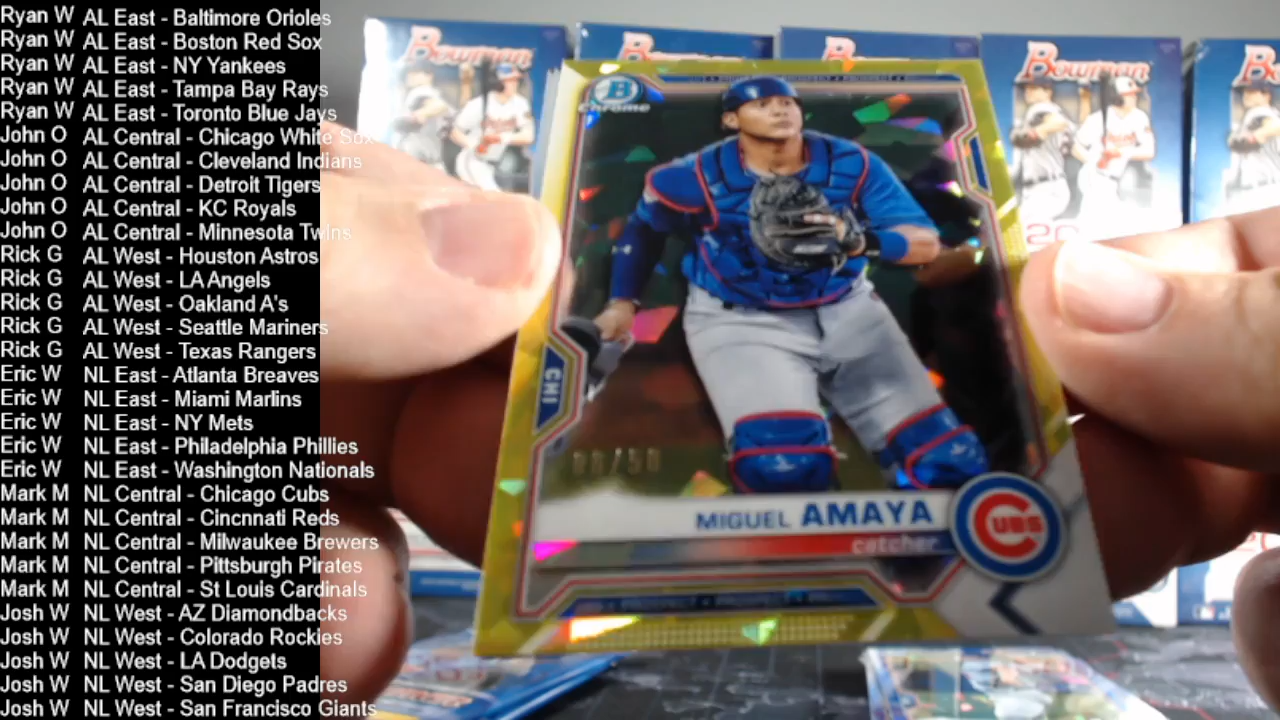 Ryan W AL East - Baltimore Orioles
Ryan W AL East - Boston Red Sox
Ryan W AL East - NY Yankees
Ryan W AL East - Tampa Bay Rays
Ryan W AL East - Toronto Blue Jays
John O AL Central - Chicago White Sox
John O AL Central - Cleveland Indians
John O AL Central - Detroit Tigers
John O AL Central - KC Royals
John O AL Central - Minnesota Twins
Rick G AL West - Houston Astros
Rick G AL West - LA Angels
Rick G AL West - Oakland A's
Rick G AL West - Seattle Mariners
Rick G AL West - Texas Rangers
Eric W NL East - Atlanta Breaves
Eric W NL East - Miami Marlins
Eric W NL East - NY Mets
Eric W NL East - Philadelphia Phillies
Eric W NL East - Washington Nationals
Mark M NL Central - Chicago Cubs
Mark M NL Central - Cincnnati Reds
Mark M NL Central - Milwaukee Brewers
Mark M NL Central - Pittsburgh Pirates
Mark M NL Central - St Louis Cardinals
Josh W NL West - AZ Diamondbacks
Josh W NL West - Colorado Rockies
Josh W NL West - LA Dodgets
Josh W NL West - San Diego Padres
Josh W NL West - San Francisco Giants
Bowman
Bowman
B
Chrome
CHI
MIGUEL AMAYA
catcher
CUBS